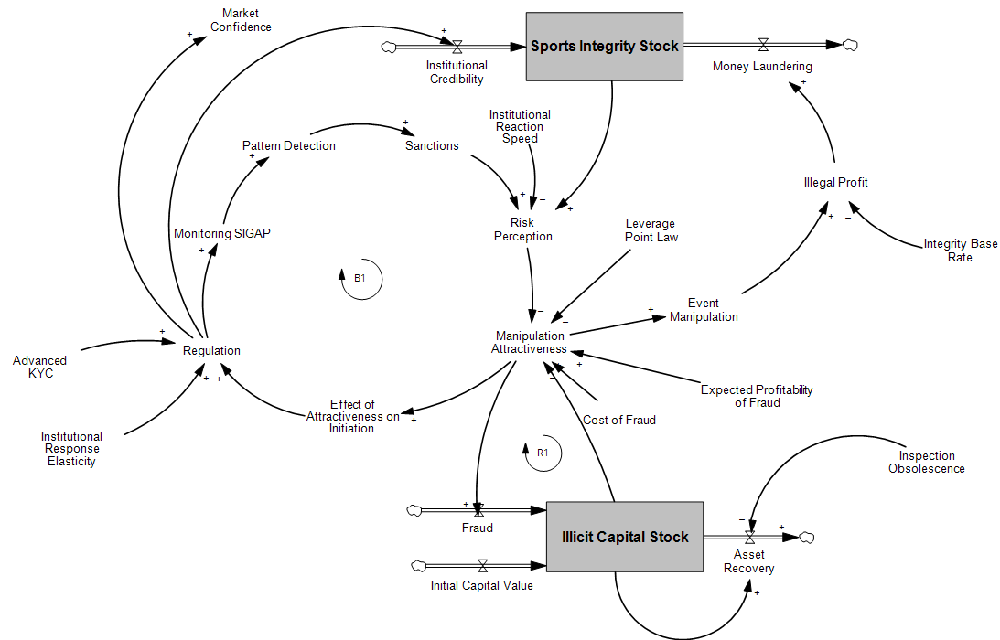 Market
Confidence
+
+
Sports Integrity Stock
Institutional
Credibility
Money Laundering
+
Institutional
Reaction
Speed
+
Pattern Detection
Sanctions
+
Illegal Profit
+
−
+
Risk
Perception
Leverage
Point Law
+
−
Monitoring SIGAP
+
Integrity Base
Rate
B1
Event
Manipulation
+
−
−
Manipulation
Attractiveness
+
Regulation
Advanced
KYC
+
+
+
−
+
Expected Profitability
of Fraud
Effect of
Attractiveness on
Initiation
+
Cost of Fraud
Institutional
Response
Elasticity
R1
Inspection
Obsolescence
+
Fraud
Illicit Capital Stock
−
+
Asset
Recovery
Initial Capital Value
+